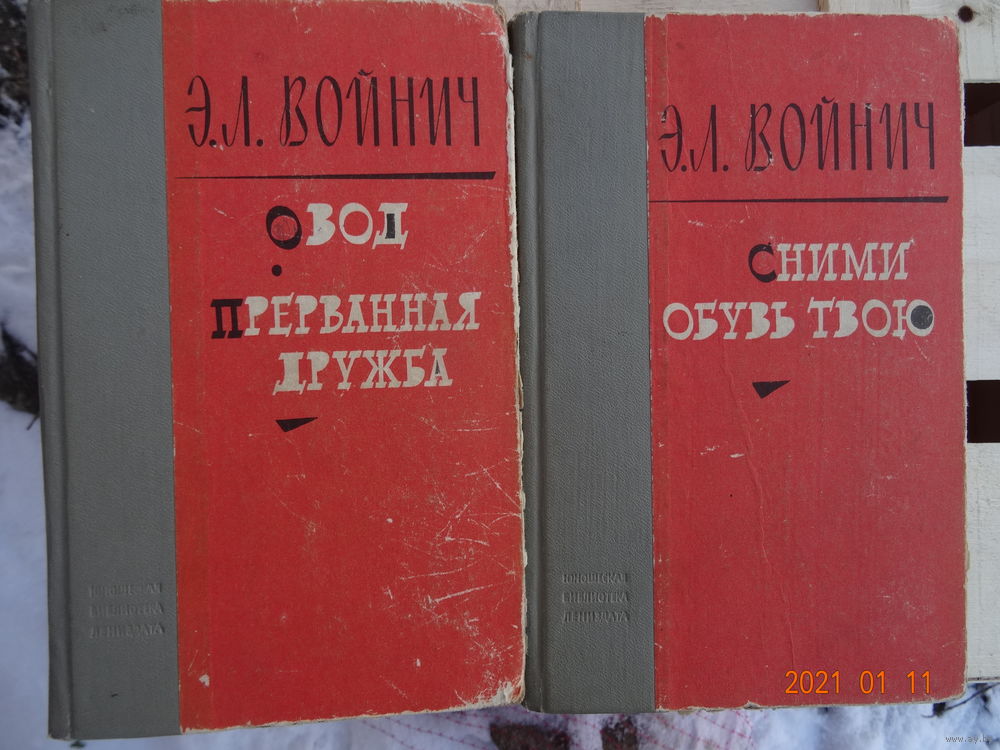 Э.Л. ВОЙНИЧ
ОВОД
ПРЕРВАННАЯ
ДРУЖБА
ЮНОШЕСКАЯ
БИБЛИОТЕКА
ЛЕНИЗДАТА
Э.Л. ВОЙНИЧ
СНИМИ
ОБУВЬ ТВОЮ
ЮНОШЕСКАЯ
БИБЛИОТЕКА
ЛЕНИЗДАТА
2021 01 11